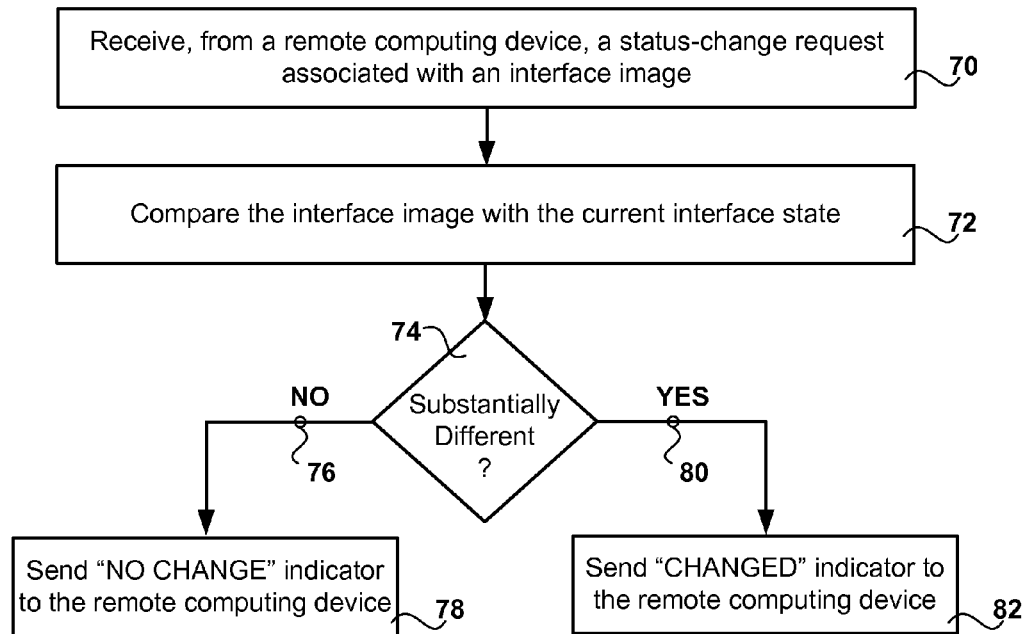 Receive, from a remote computing device, a status-change request
associated with an interface image
70
Compare the interface image with the current interface state
72
74
NO
YES
Substantially
Different
?
76
80
Send “NO CHANGE” indicator
to the remote computing device
78
Send “CHANGED” indicator to
the remote computing device
82